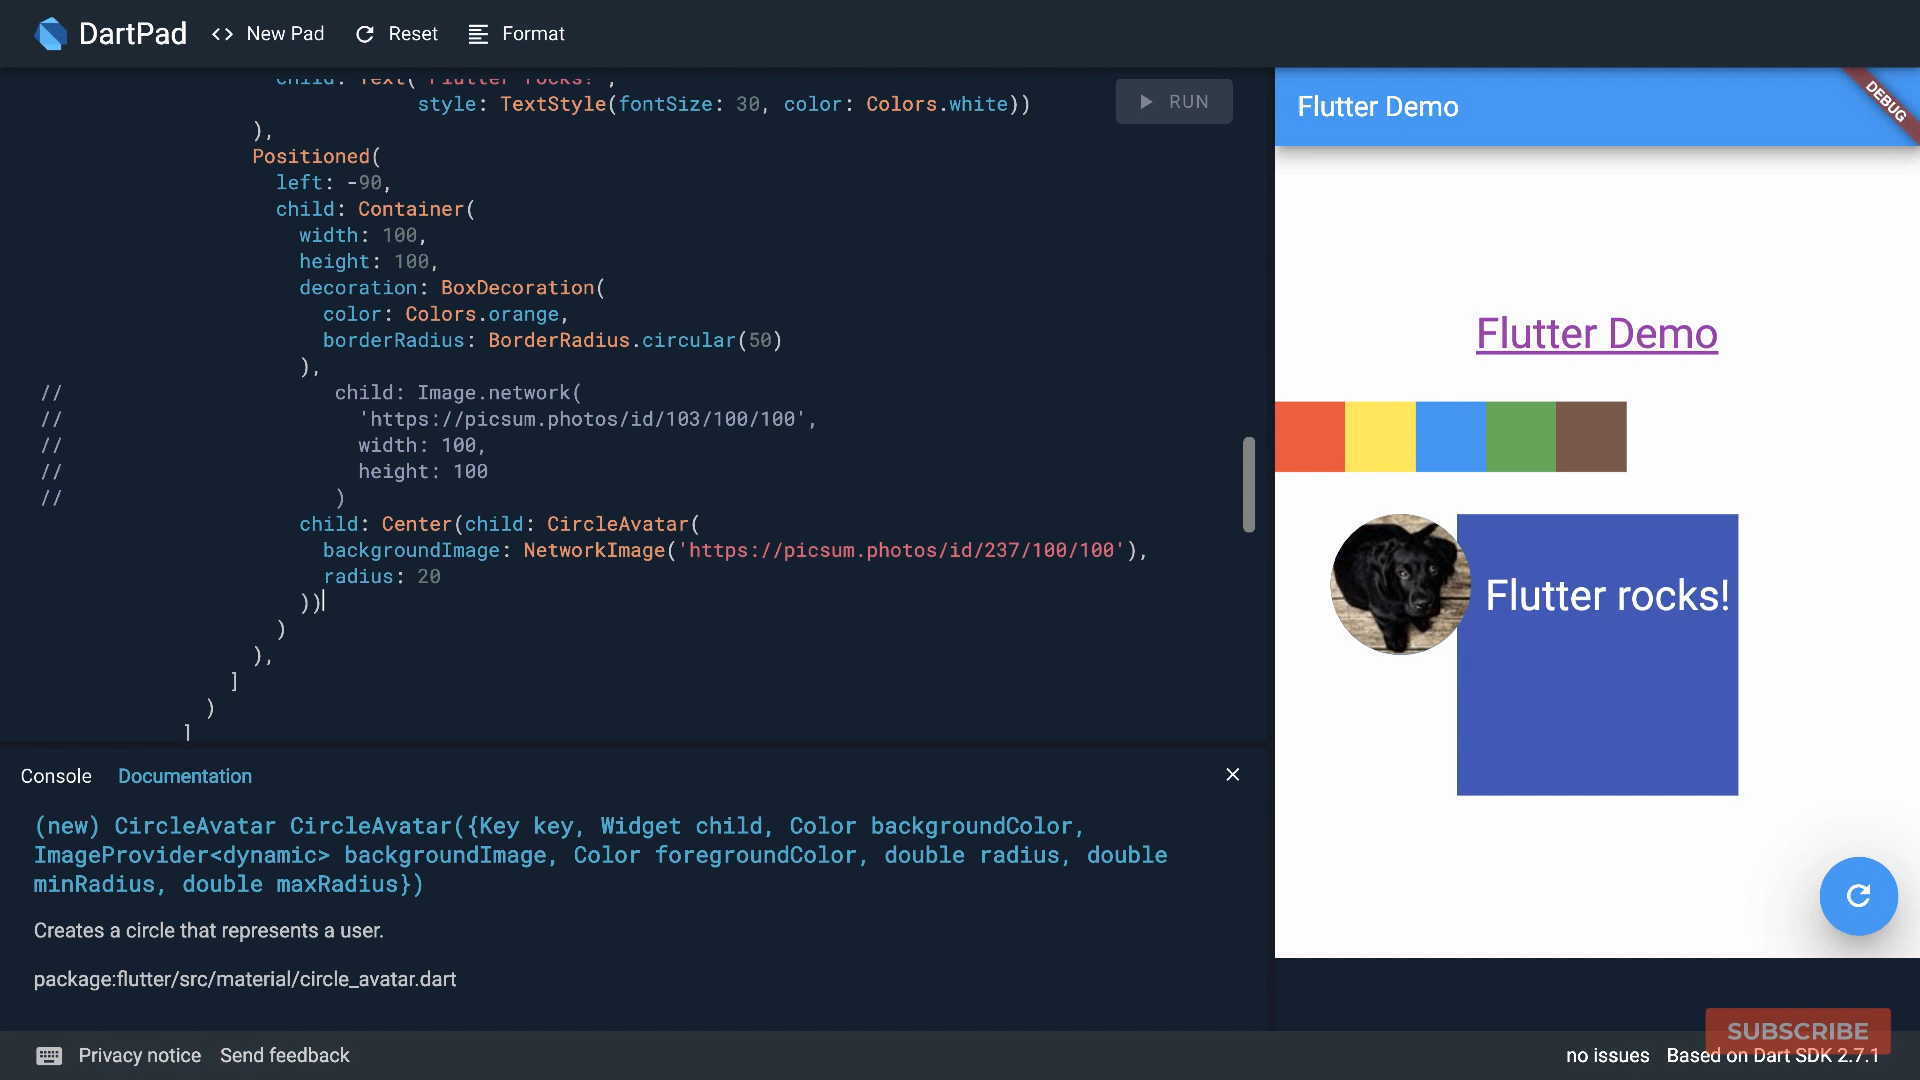 DartPad <> New Pad Reset Format
child: Text('Flutter rocks!',
style: TextStyle(fontSize: 30, color: Colors.white))
),
Positioned(
left: -90,
child: Container(
width: 100,
height: 100,
decoration: BoxDecoration(
color: Colors.orange,
borderRadius: BorderRadius.circular(50)
),
// child: Image.network(
// 'https://picsum.photos/id/103/100/100',
// width: 100,
// height: 100
// )
child: Center(child: CircleAvatar(
backgroundImage: NetworkImage('https://picsum.photos/id/237/100/100'),
radius: 20
))
)
),
]
)
]
RUN
Flutter Demo
DEBUG
Flutter Demo
Flutter rocks!
Console Documentation
(new) CircleAvatar CircleAvatar({Key key, Widget child, Color backgroundColor,
ImageProvider<dynamic> backgroundImage, Color foregroundColor, double radius, double
minRadius, double maxRadius})
Creates a circle that represents a user.
package:flutter/src/material/circle_avatar.dart
SUBSCRIBE
Privacy notice Send feedback
no issues Based on Dart SDK 2.7.1